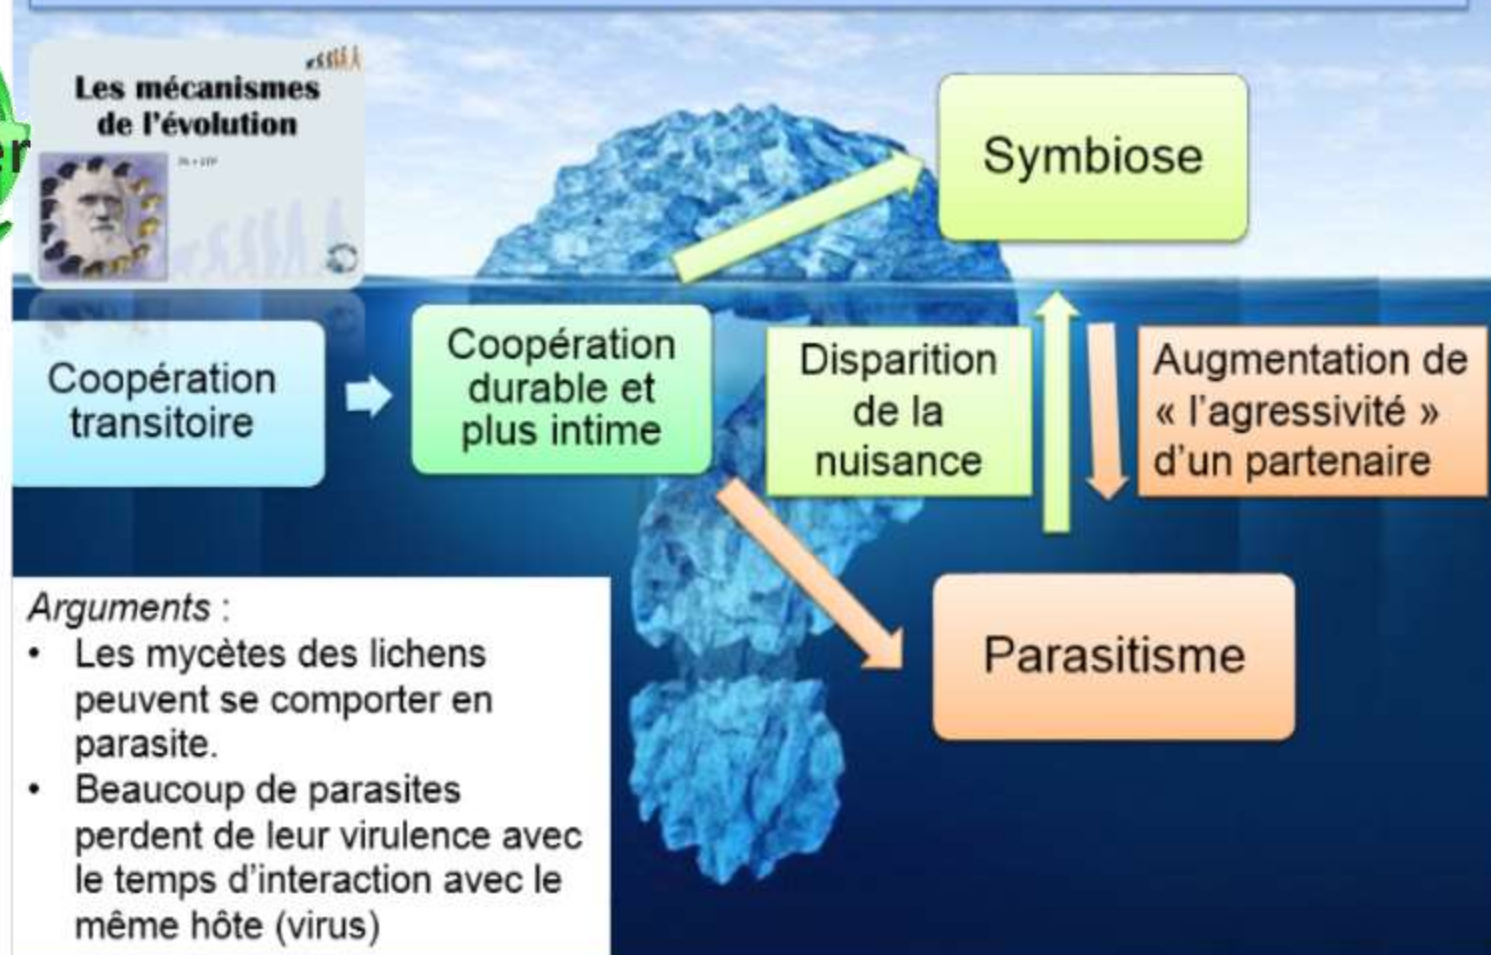 Les mécanismes
de l'évolution
Symbiose
Coopération
transitoire
Coopération
durable et
plus intime
Disparition
de la
nuisance
Augmentation de
« l'agressivité »
d'un partenaire
Parasitisme
Arguments :
• Les mycètes des lichens
peuvent se comporter en
parasite.
• Beaucoup de parasites
perdent de leur virulence avec
le temps d'interaction avec le
même hôte (virus)